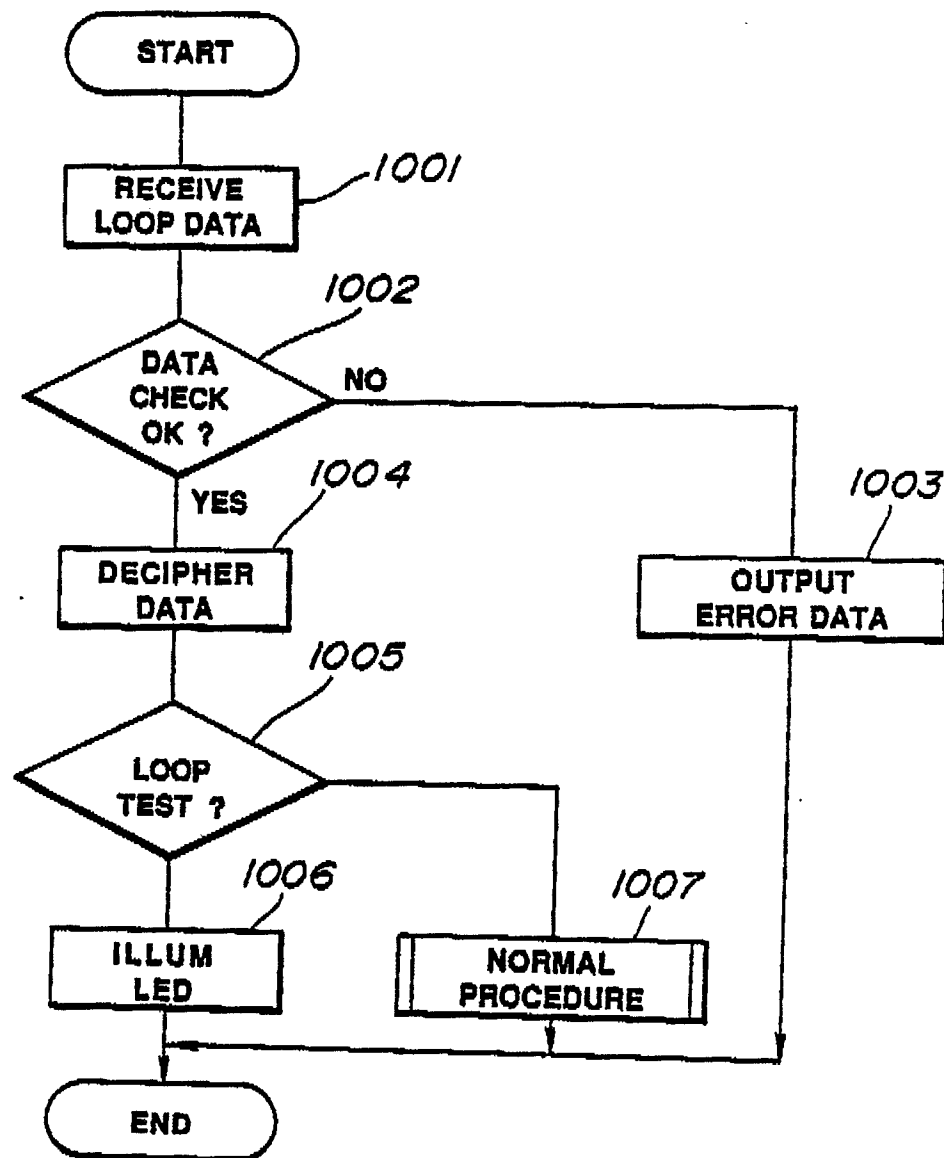 START
1001
RECEIVE
LOOP DATA
1002
DATA
CHECK
OK ?
NO
YES
1004
DECIPHER
DATA
1003
OUTPUT
ERROR DATA
1005
LOOP
TEST ?
1006
ILLUM
LED
1007
NORMAL
PROCEDURE
END